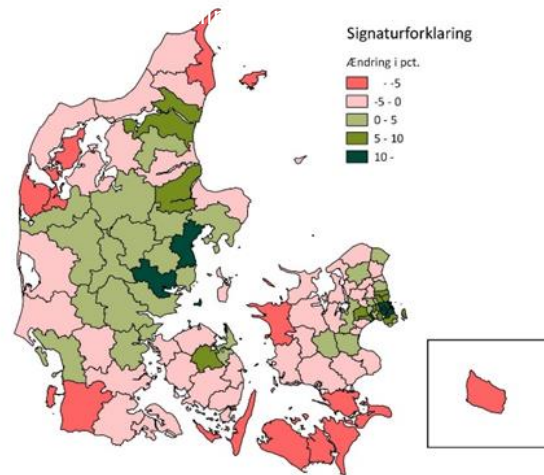 Signaturforklaring
Ændring i pct.
- -5
-5 - 0
0 - 5
5 - 10
10 -